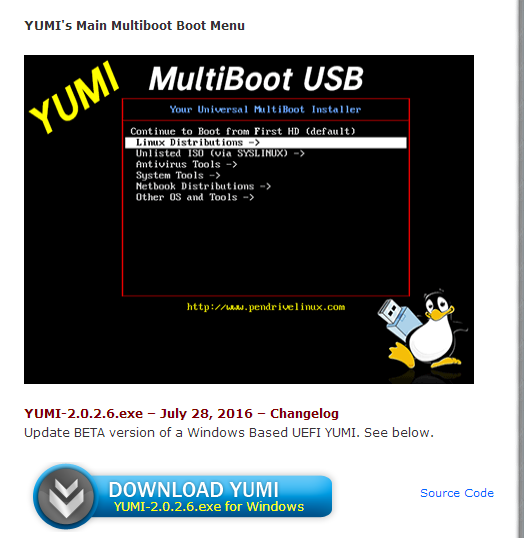 YUMI's Main Multiboot Boot Menu
YUMI
MultiBoot USB
Your Universal MultiBoot Installer
Continue to Boot from First HD (default)
Linux Distributions ->
Unlisted ISO (via SYSLINUX) ->
Antivirus Tools ->
System Tools ->
Netbook Distributions ->
Other OS and Tools ->
http://www.pendrivelinux.com
YUMI-2.0.2.6.exe – July 28, 2016 – Changelog
Update BETA version of a Windows Based UEFI YUMI. See below.
DOWNLOAD YUMI
YUMI-2.0.2.6.exe for Windows
Source Code